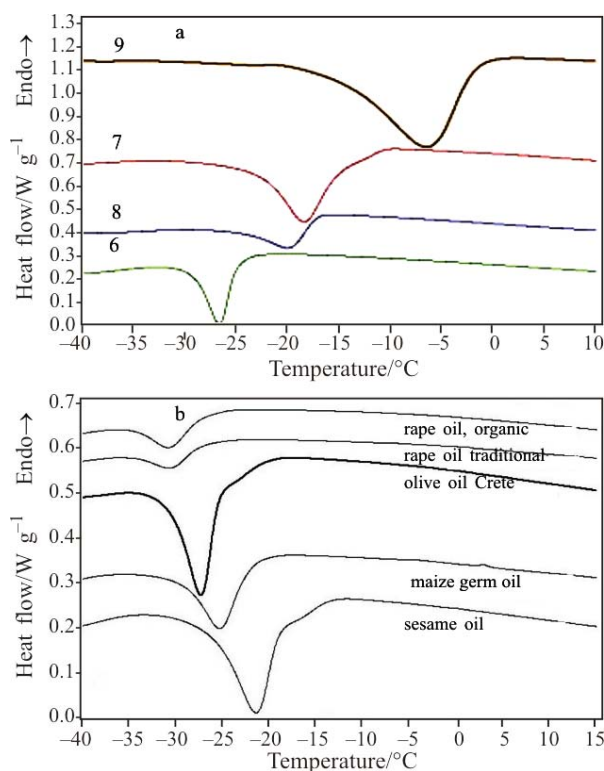 a
Heat flow/W g⁻¹ Endo→
1.3
1.2
1.1
1.0
0.9
0.8
0.7
0.6
0.5
0.4
0.3
0.2
0.1
0.0
9
7
8
6
–40 –35 –30 –25 –20 –15 –10 –5 0 5 10
Temperature/°C
b
Heat flow/W g⁻¹ Endo→
0.7
0.6
0.5
0.4
0.3
0.2
0.1
0.0
rape oil, organic
rape oil traditional
olive oil Crete
maize germ oil
sesame oil
–40 –35 –30 –25 –20 –15 –10 –5 0 5 10 15
Temperature/°C